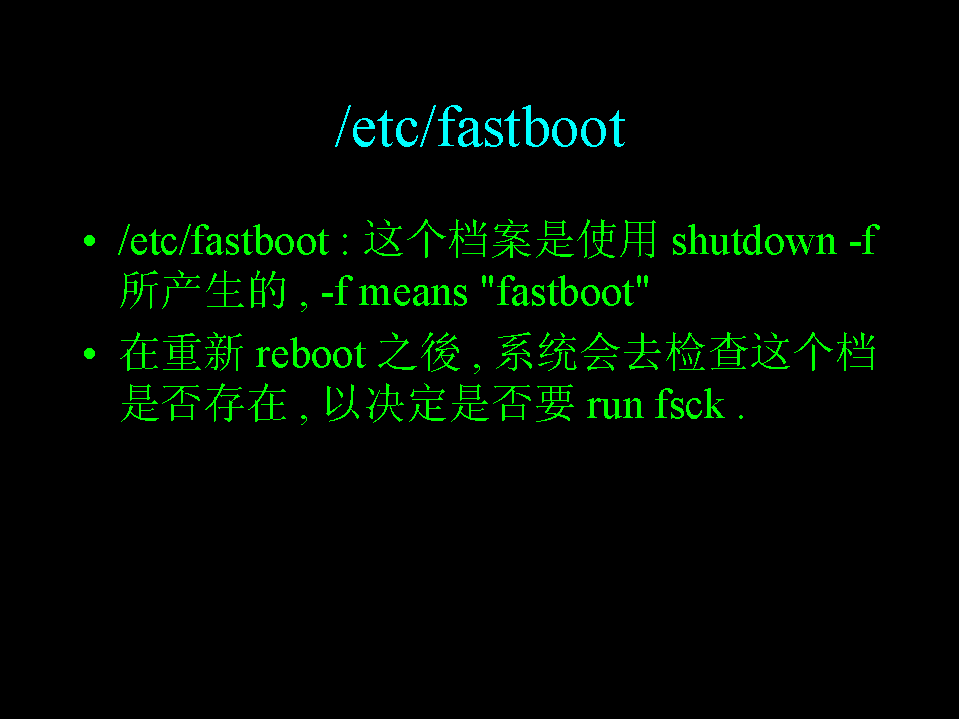 /etc/fastboot
• /etc/fastboot : 这个档案是使用 shutdown -f
所产生的 , -f means "fastboot"
• 在重新 reboot 之後 , 系统会去检查这个档
是否存在 , 以决定是否要 run fsck .